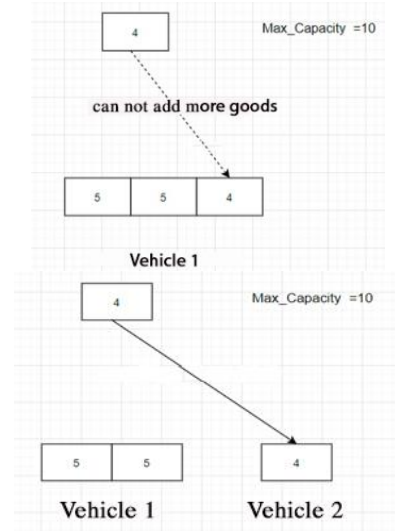 4 Max_Capacity =10
can not add more goods
5 5 4
Vehicle 1
4 Max_Capacity =10
5 5 4
Vehicle 1 Vehicle 2